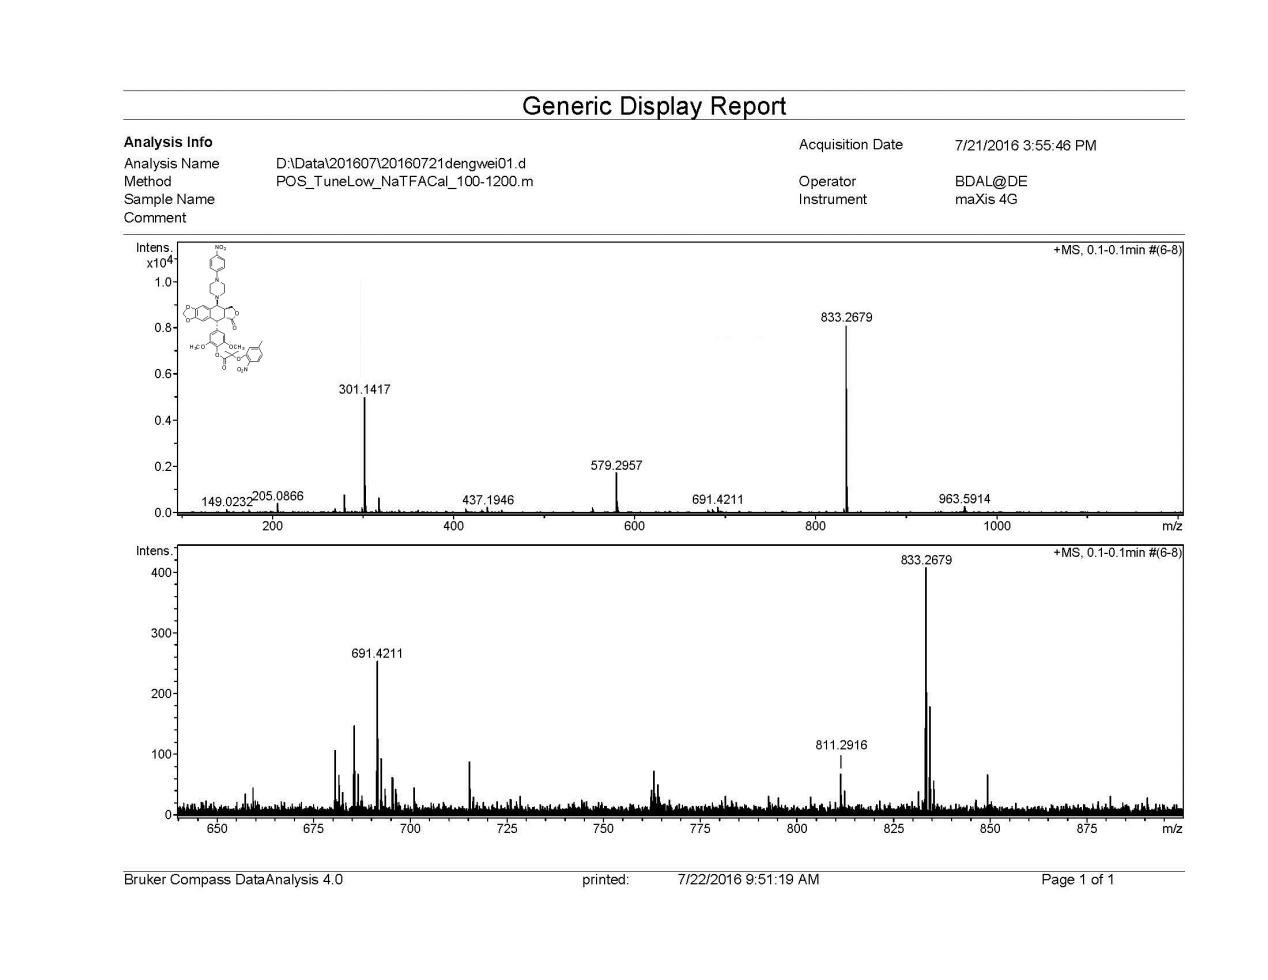 Generic Display Report
Analysis Info
Acquisition Date 7/21/2016 3:55:46 PM
Analysis Name D:\Data\201607\20160721dengwei01.d
Method POS_TuneLow_NaTFACal_100-1200.m
Operator BDAL@DE
Sample Name
Instrument maXis 4G
Comment
Intens.
x10⁴
+MS, 0.1-0.1min #(6-8)
NO₂
N
N
O
O
O
O
H₃CO
OCH₃
O
O
O
O₂N
1.0
0.8
0.6
0.4
0.2
0.0
149.0232
205.0866
301.1417
437.1946
579.2957
691.4211
833.2679
963.5914
200 400 600 800 1000 m/z
Intens.
+MS, 0.1-0.1min #(6-8)
400
300
200
100
0
691.4211
811.2916
833.2679
650 675 700 725 750 775 800 825 850 875 m/z
Bruker Compass DataAnalysis 4.0 printed: 7/22/2016 9:51:19 AM Page 1 of 1